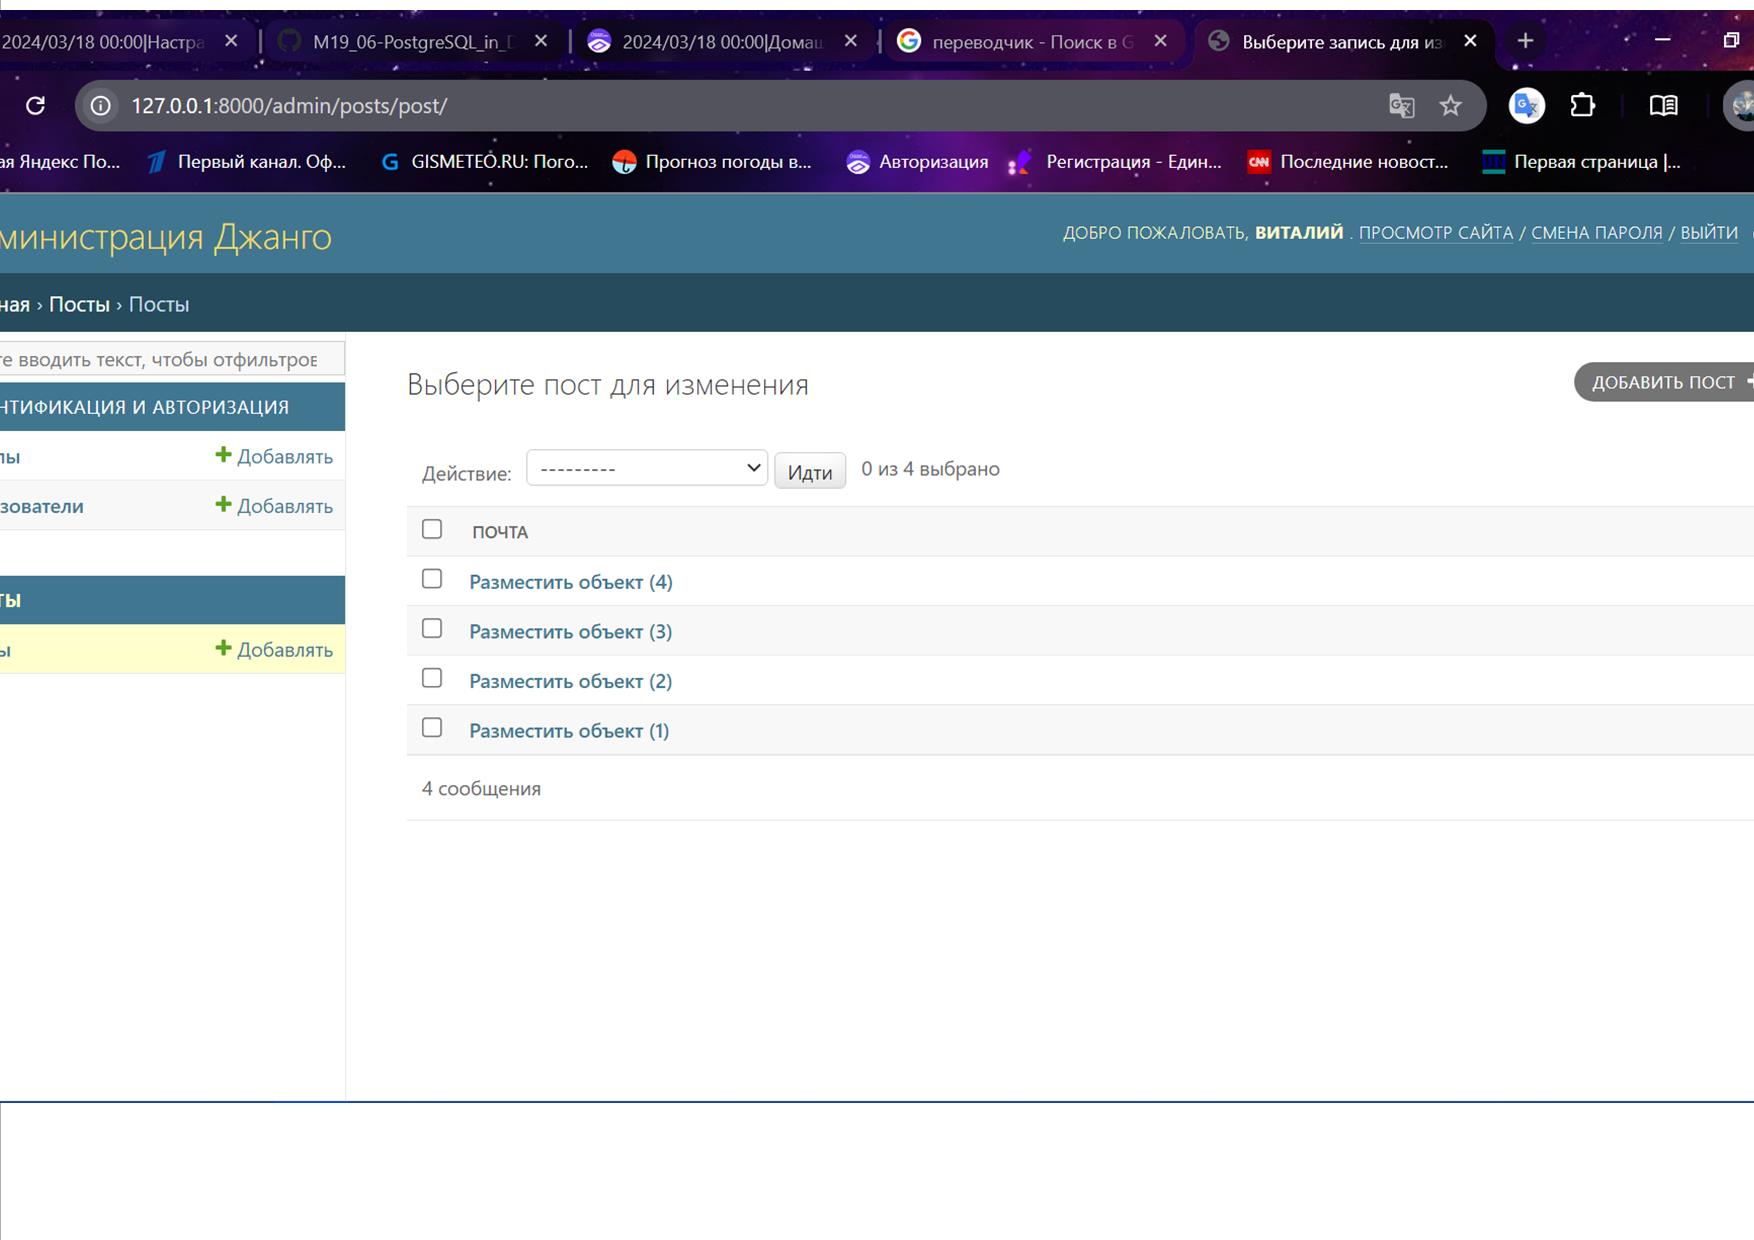 2024/03/18 00:00|Настра
M19_06-PostgreSQL_in_D
2024/03/18 00:00|Домаш
переводчик - Поиск в G
Выберите запись для из
127.0.0.1:8000/admin/posts/post/
ая Яндекс По...
Первый канал. Оф...
GISMETEO.RU: Пого...
Прогноз погоды в...
Авторизация
Регистрация - Един...
CNN
Последние новост...
UN
Первая страница |...
министрация Джанго
ДОБРО ПОЖАЛОВАТЬ, ВИТАЛИЙ . ПРОСМОТР САЙТА / СМЕНА ПАРОЛЯ / ВЫЙТИ
ная › Посты › Посты
те вводить текст, чтобы отфильтров
Выберите пост для изменения
ДОБАВИТЬ ПОСТ +
НТИФИКАЦИЯ И АВТОРИЗАЦИЯ
пы + Добавлять
Действие: --------- Идти 0 из 4 выбрано
зователи + Добавлять
ПОЧТА
Разместить объект (4)
ты
Разместить объект (3)
ы + Добавлять
Разместить объект (2)
Разместить объект (1)
4 сообщения